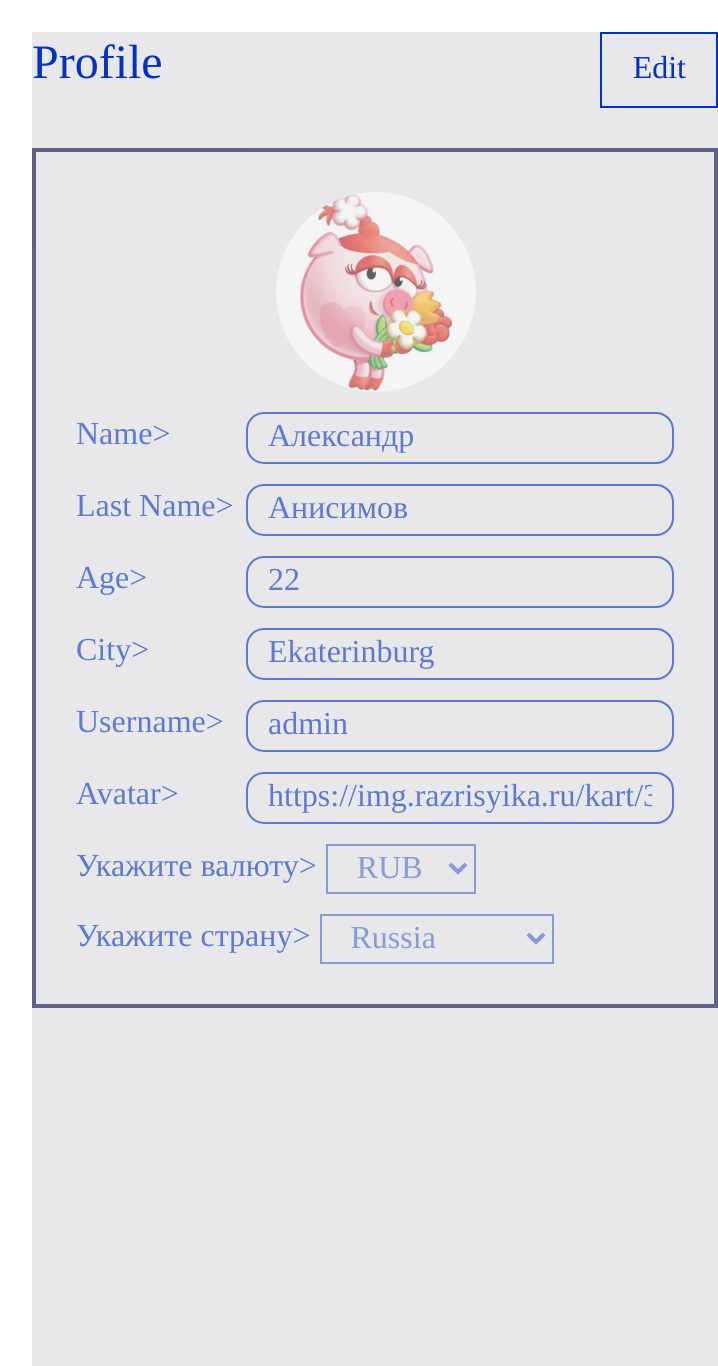 Profile
Edit
Name> Александр
Last Name> Анисимов
Age> 22
City> Ekaterinburg
Username> admin
Avatar> https://img.razrisyika.ru/kart/3
Укажите валюту> RUB
Укажите страну> Russia